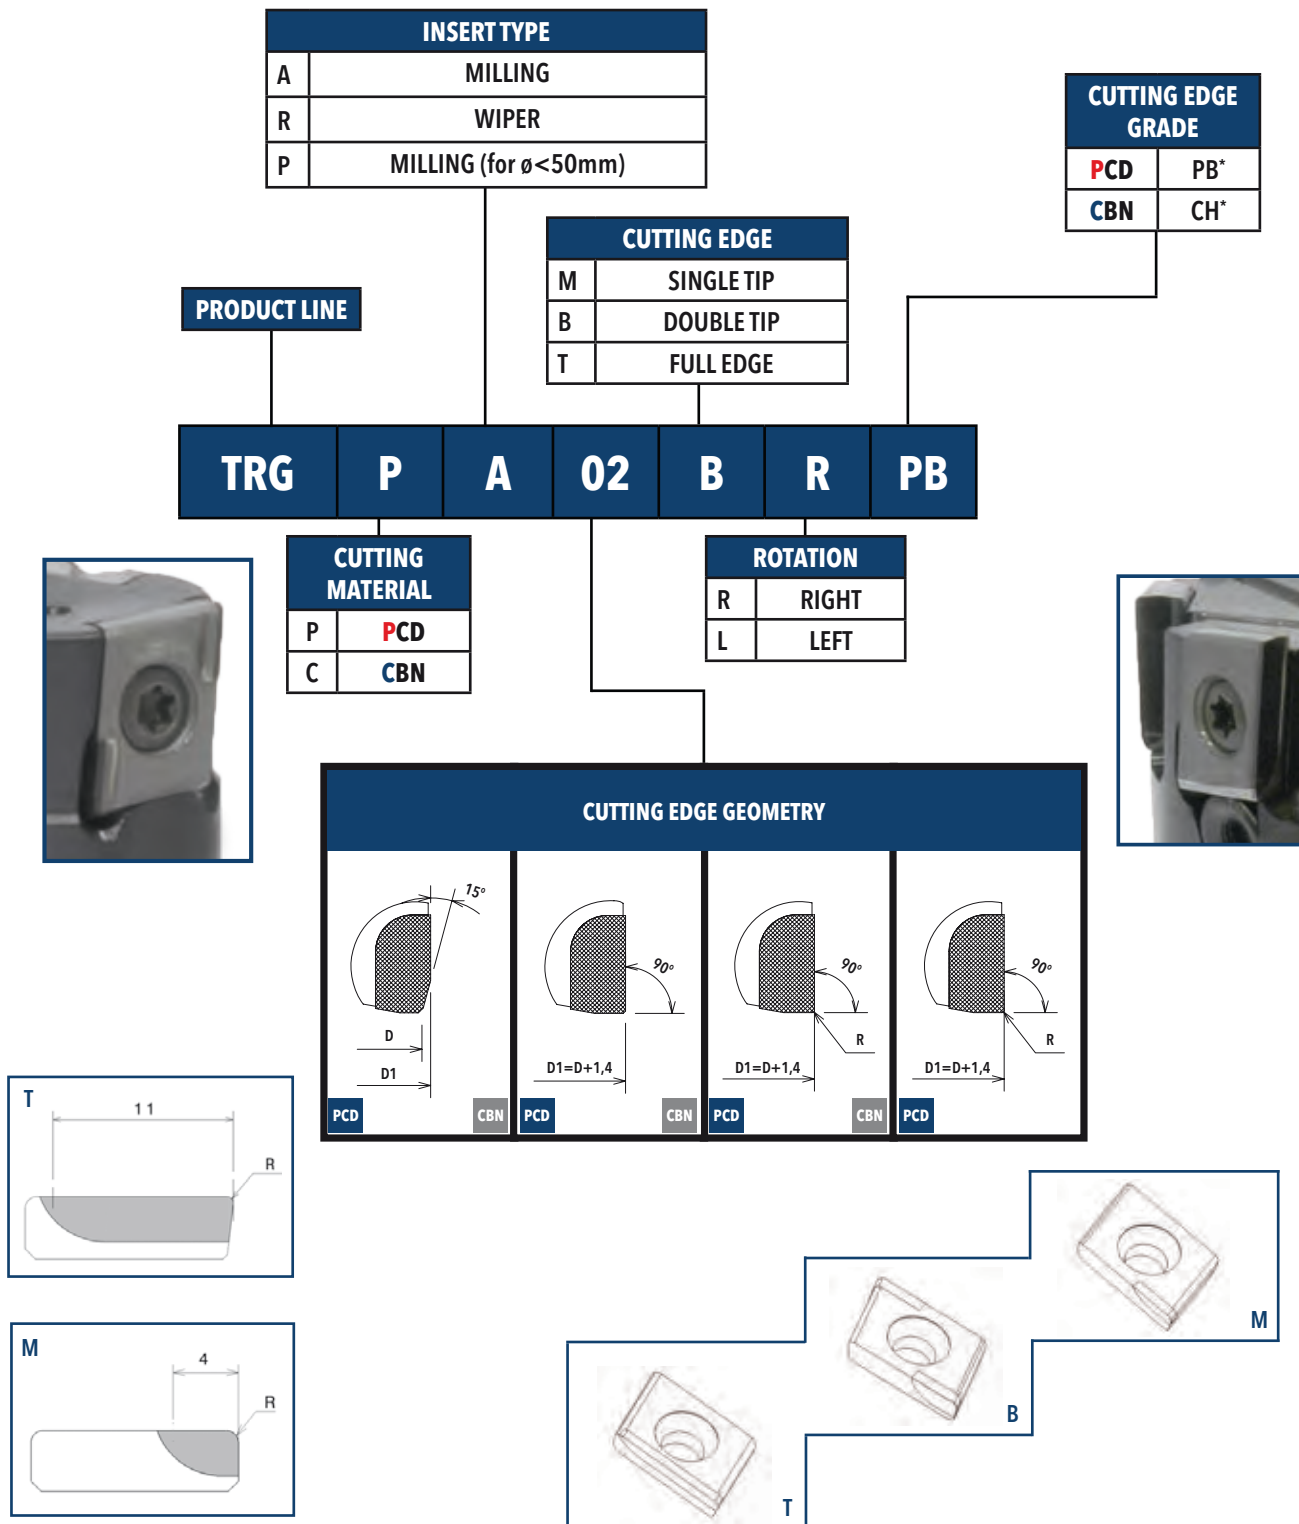 INSERT TYPE
A MILLING
R WIPER
P MILLING (for ø<50mm)
CUTTING EDGE
GRADE
PCD PB*
CBN CH*
CUTTING EDGE
M SINGLE TIP
B DOUBLE TIP
T FULL EDGE
PRODUCT LINE
TRG P A 02 B R PB
CUTTING
MATERIAL
P PCD
C CBN
ROTATION
R RIGHT
L LEFT
CUTTING EDGE GEOMETRY
15°
D
D1
PCD CBN
90°
D1=D+1,4
PCD CBN
90°
R
D1=D+1,4
PCD CBN
90°
R
D1=D+1,4
PCD
T
11
R
M
4
R
M
B
T